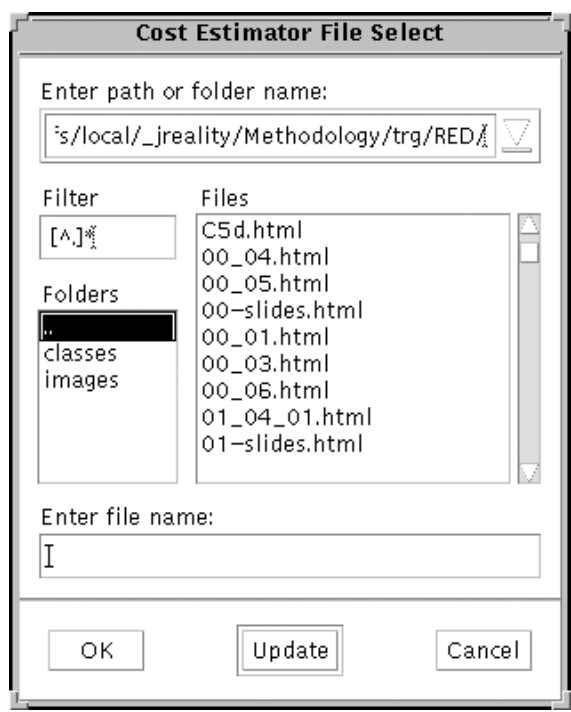 Cost Estimator File Select
Enter path or folder name:
s/local/_jreality/Methodology/trg/RED/
Filter
[^.]*
Files
C5d.html
00_04.html
00_05.html
00-slides.html
00_01.html
00_03.html
00_06.html
01_04_01.html
01-slides.html
Folders
..
classes
images
Enter file name:
OK
Update
Cancel